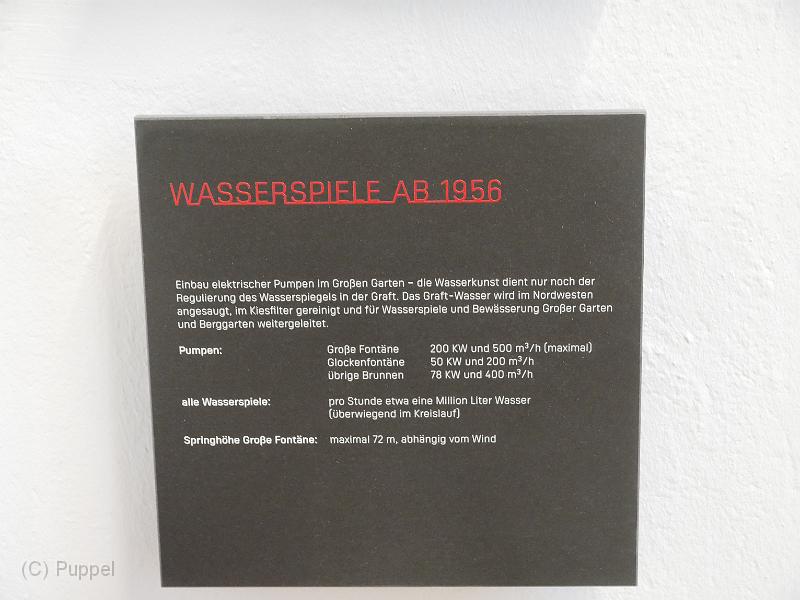 WASSERSPIELE AB 1956
Einbau elektrischer Pumpen im Großen Garten – die Wasserkunst dient nur noch der
Regulierung des Wasserspiegels in der Graft. Das Graft-Wasser wird im Nordwesten
angesaugt, im Kiesfilter gereinigt und für Wasserspiele und Bewässerung Großer Garten
und Berggarten weitergeleitet.
Pumpen: Große Fontäne 200 KW und 500 m³/h (maximal)
Glockenfontäne 50 KW und 200 m³/h
übrige Brunnen 78 KW und 400 m³/h
alle Wasserspiele: pro Stunde etwa eine Million Liter Wasser
(überwiegend im Kreislauf)
Springhöhe Große Fontäne: maximal 72 m, abhängig vom Wind
(C) Puppel